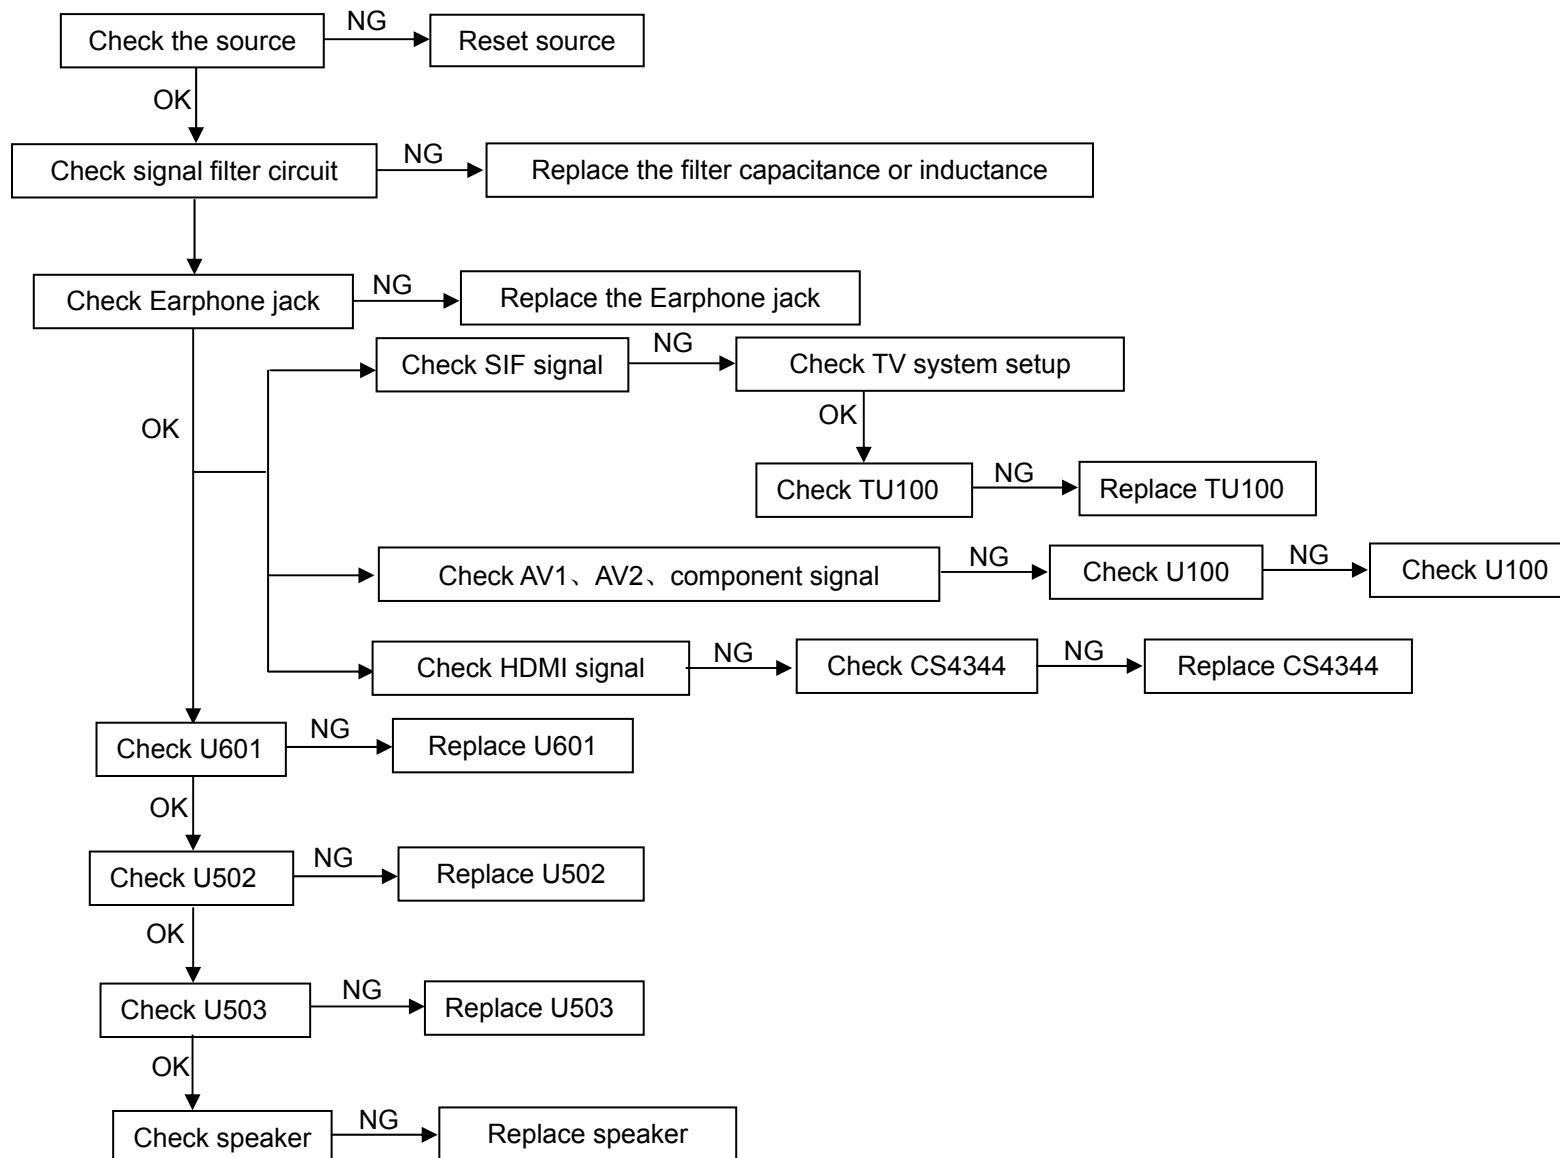 Check the source
NG
Reset source
OK
Check signal filter circuit
NG
Replace the filter capacitance or inductance
Check Earphone jack
NG
Replace the Earphone jack
OK
Check SIF signal
NG
Check TV system setup
OK
Check TU100
NG
Replace TU100
Check AV1、AV2、component signal
NG
Check U100
NG
Check U100
Check HDMI signal
NG
Check CS4344
NG
Replace CS4344
Check U601
NG
Replace U601
OK
Check U502
NG
Replace U502
OK
Check U503
NG
Replace U503
OK
Check speaker
NG
Replace speaker